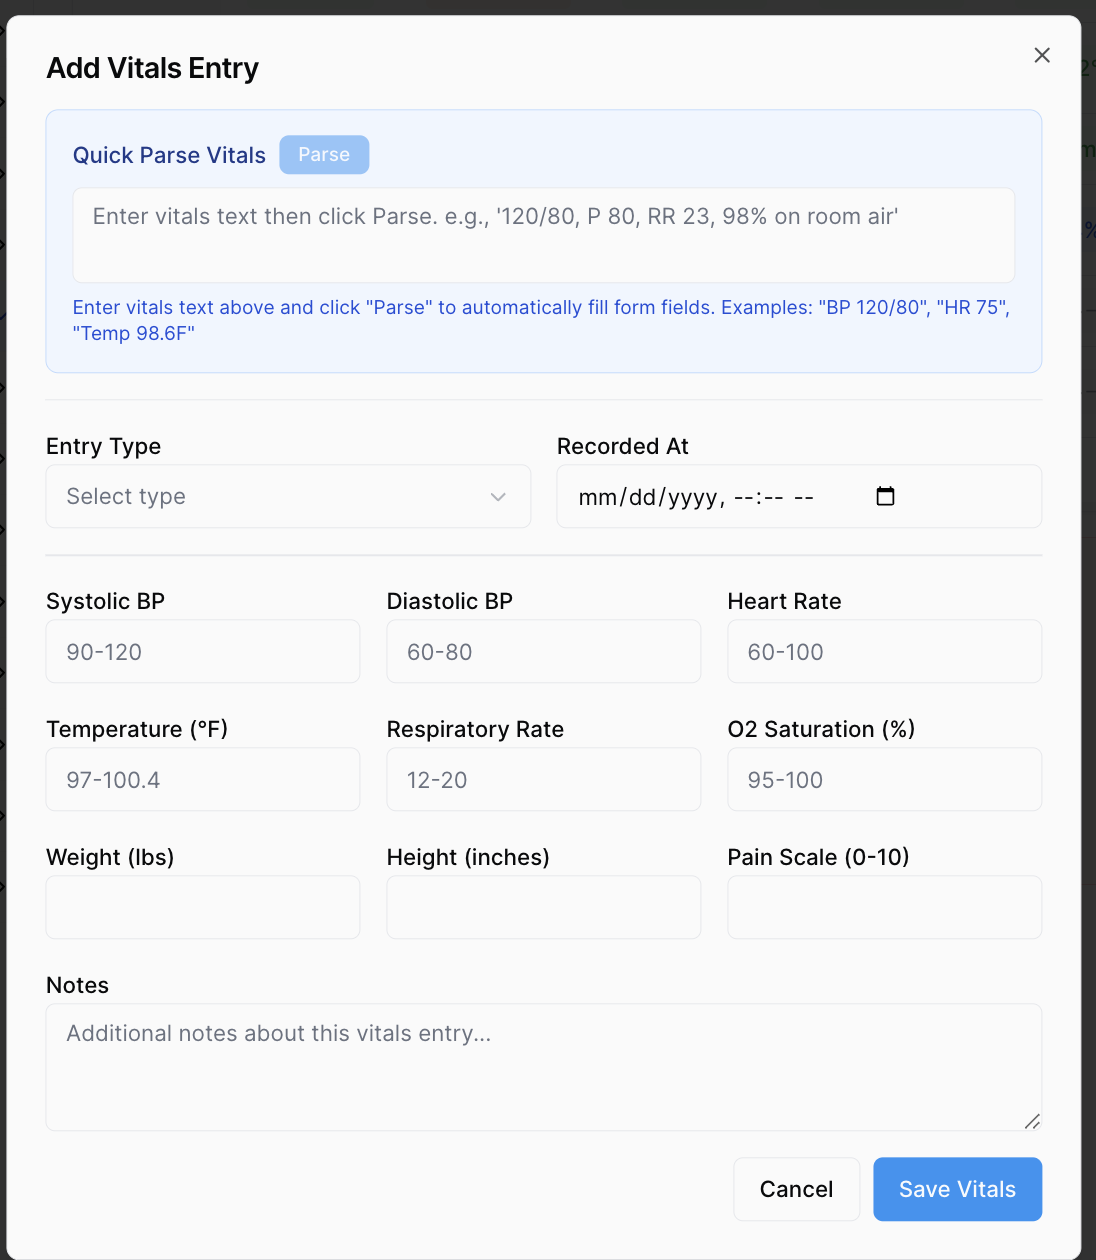 Add Vitals Entry
Quick Parse Vitals Parse
Enter vitals text then click Parse. e.g., '120/80, P 80, RR 23, 98% on room air'
Enter vitals text above and click "Parse" to automatically fill form fields. Examples: "BP 120/80", "HR 75",
"Temp 98.6F"
Entry Type Recorded At
Select type mm/dd/yyyy, --:-- --
Systolic BP Diastolic BP Heart Rate
90-120 60-80 60-100
Temperature (°F) Respiratory Rate O2 Saturation (%)
97-100.4 12-20 95-100
Weight (lbs) Height (inches) Pain Scale (0-10)
Notes
Additional notes about this vitals entry...
Cancel Save Vitals